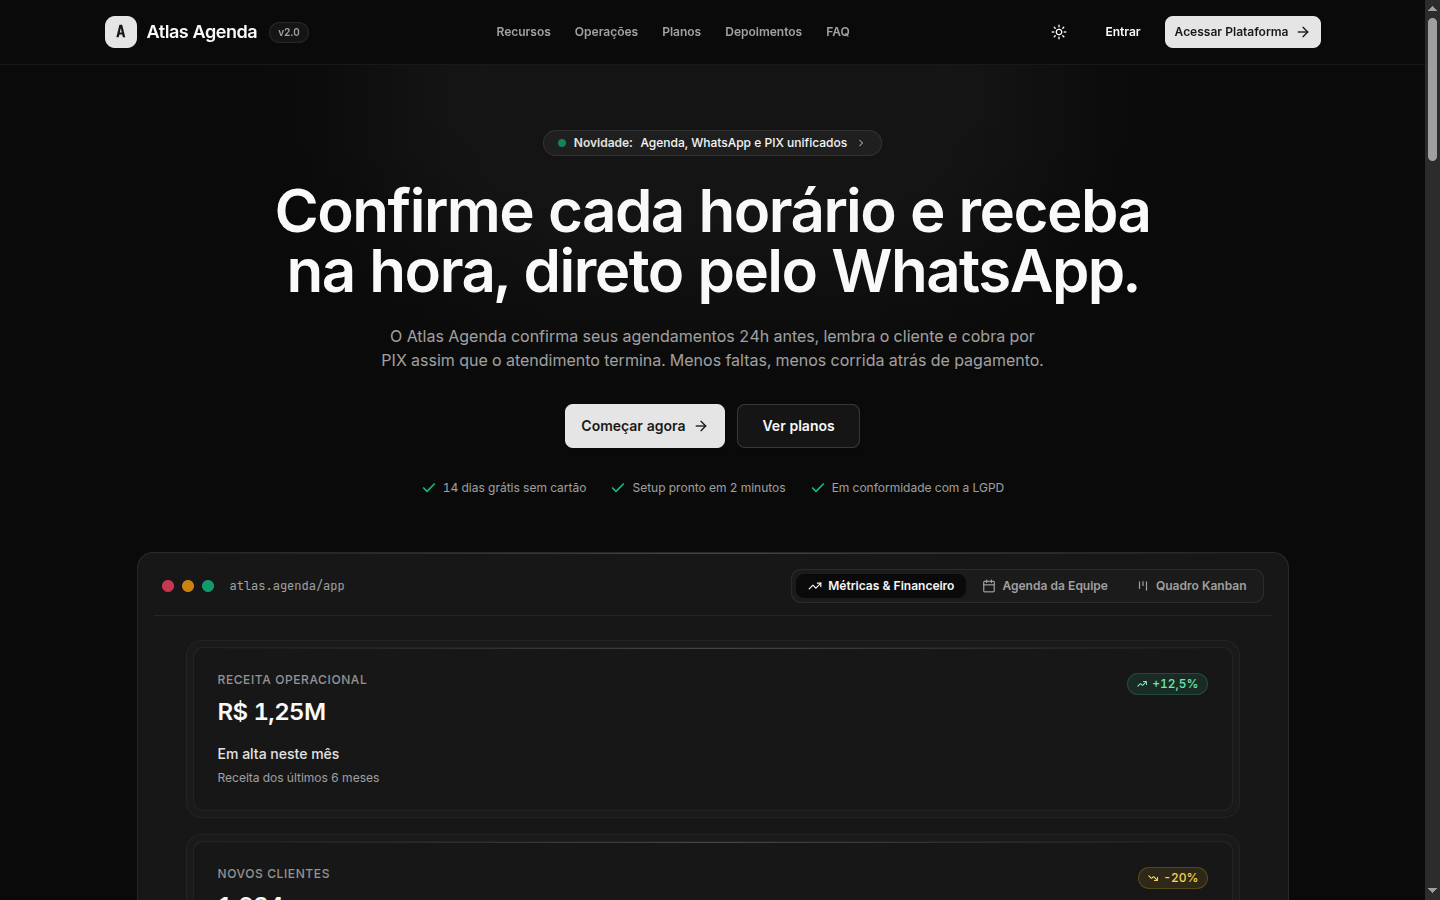 A Atlas Agenda v2.0 Recursos Operações Planos Depoimentos FAQ Entrar Acessar Plataforma
Novidade: Agenda, WhatsApp e PIX unificados
Confirme cada horário e receba
na hora, direto pelo WhatsApp.
O Atlas Agenda confirma seus agendamentos 24h antes, lembra o cliente e cobra por
PIX assim que o atendimento termina. Menos faltas, menos corrida atrás de pagamento.
Começar agora Ver planos
14 dias grátis sem cartão Setup pronto em 2 minutos Em conformidade com a LGPD
atlas.agenda/app Métricas & Financeiro Agenda da Equipe Quadro Kanban
RECEITA OPERACIONAL +12,5%
R$ 1,25M
Em alta neste mês
Receita dos últimos 6 meses
NOVOS CLIENTES -20%